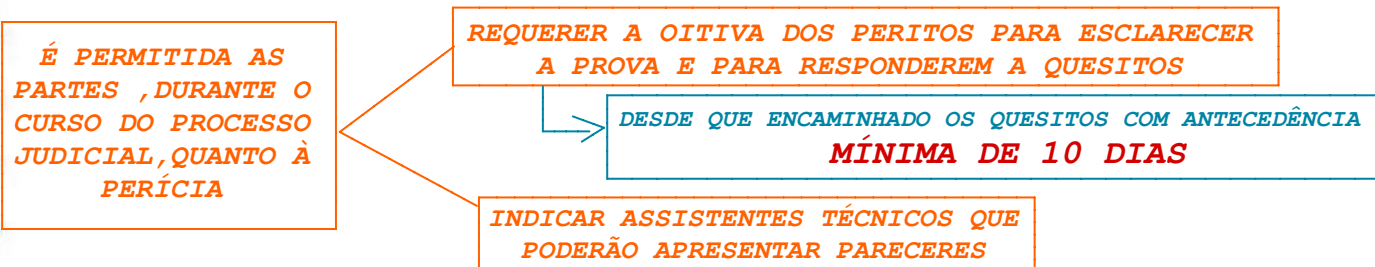 É PERMITIDA AS
PARTES ,DURANTE O
CURSO DO PROCESSO
JUDICIAL,QUANTO À
PERÍCIA
REQUERER A OITIVA DOS PERITOS PARA ESCLARECER
A PROVA E PARA RESPONDEREM A QUESITOS
DESDE QUE ENCAMINHADO OS QUESITOS COM ANTECEDÊNCIA
MÍNIMA DE 10 DIAS
INDICAR ASSISTENTES TÉCNICOS QUE
PODERÃO APRESENTAR PARECERES